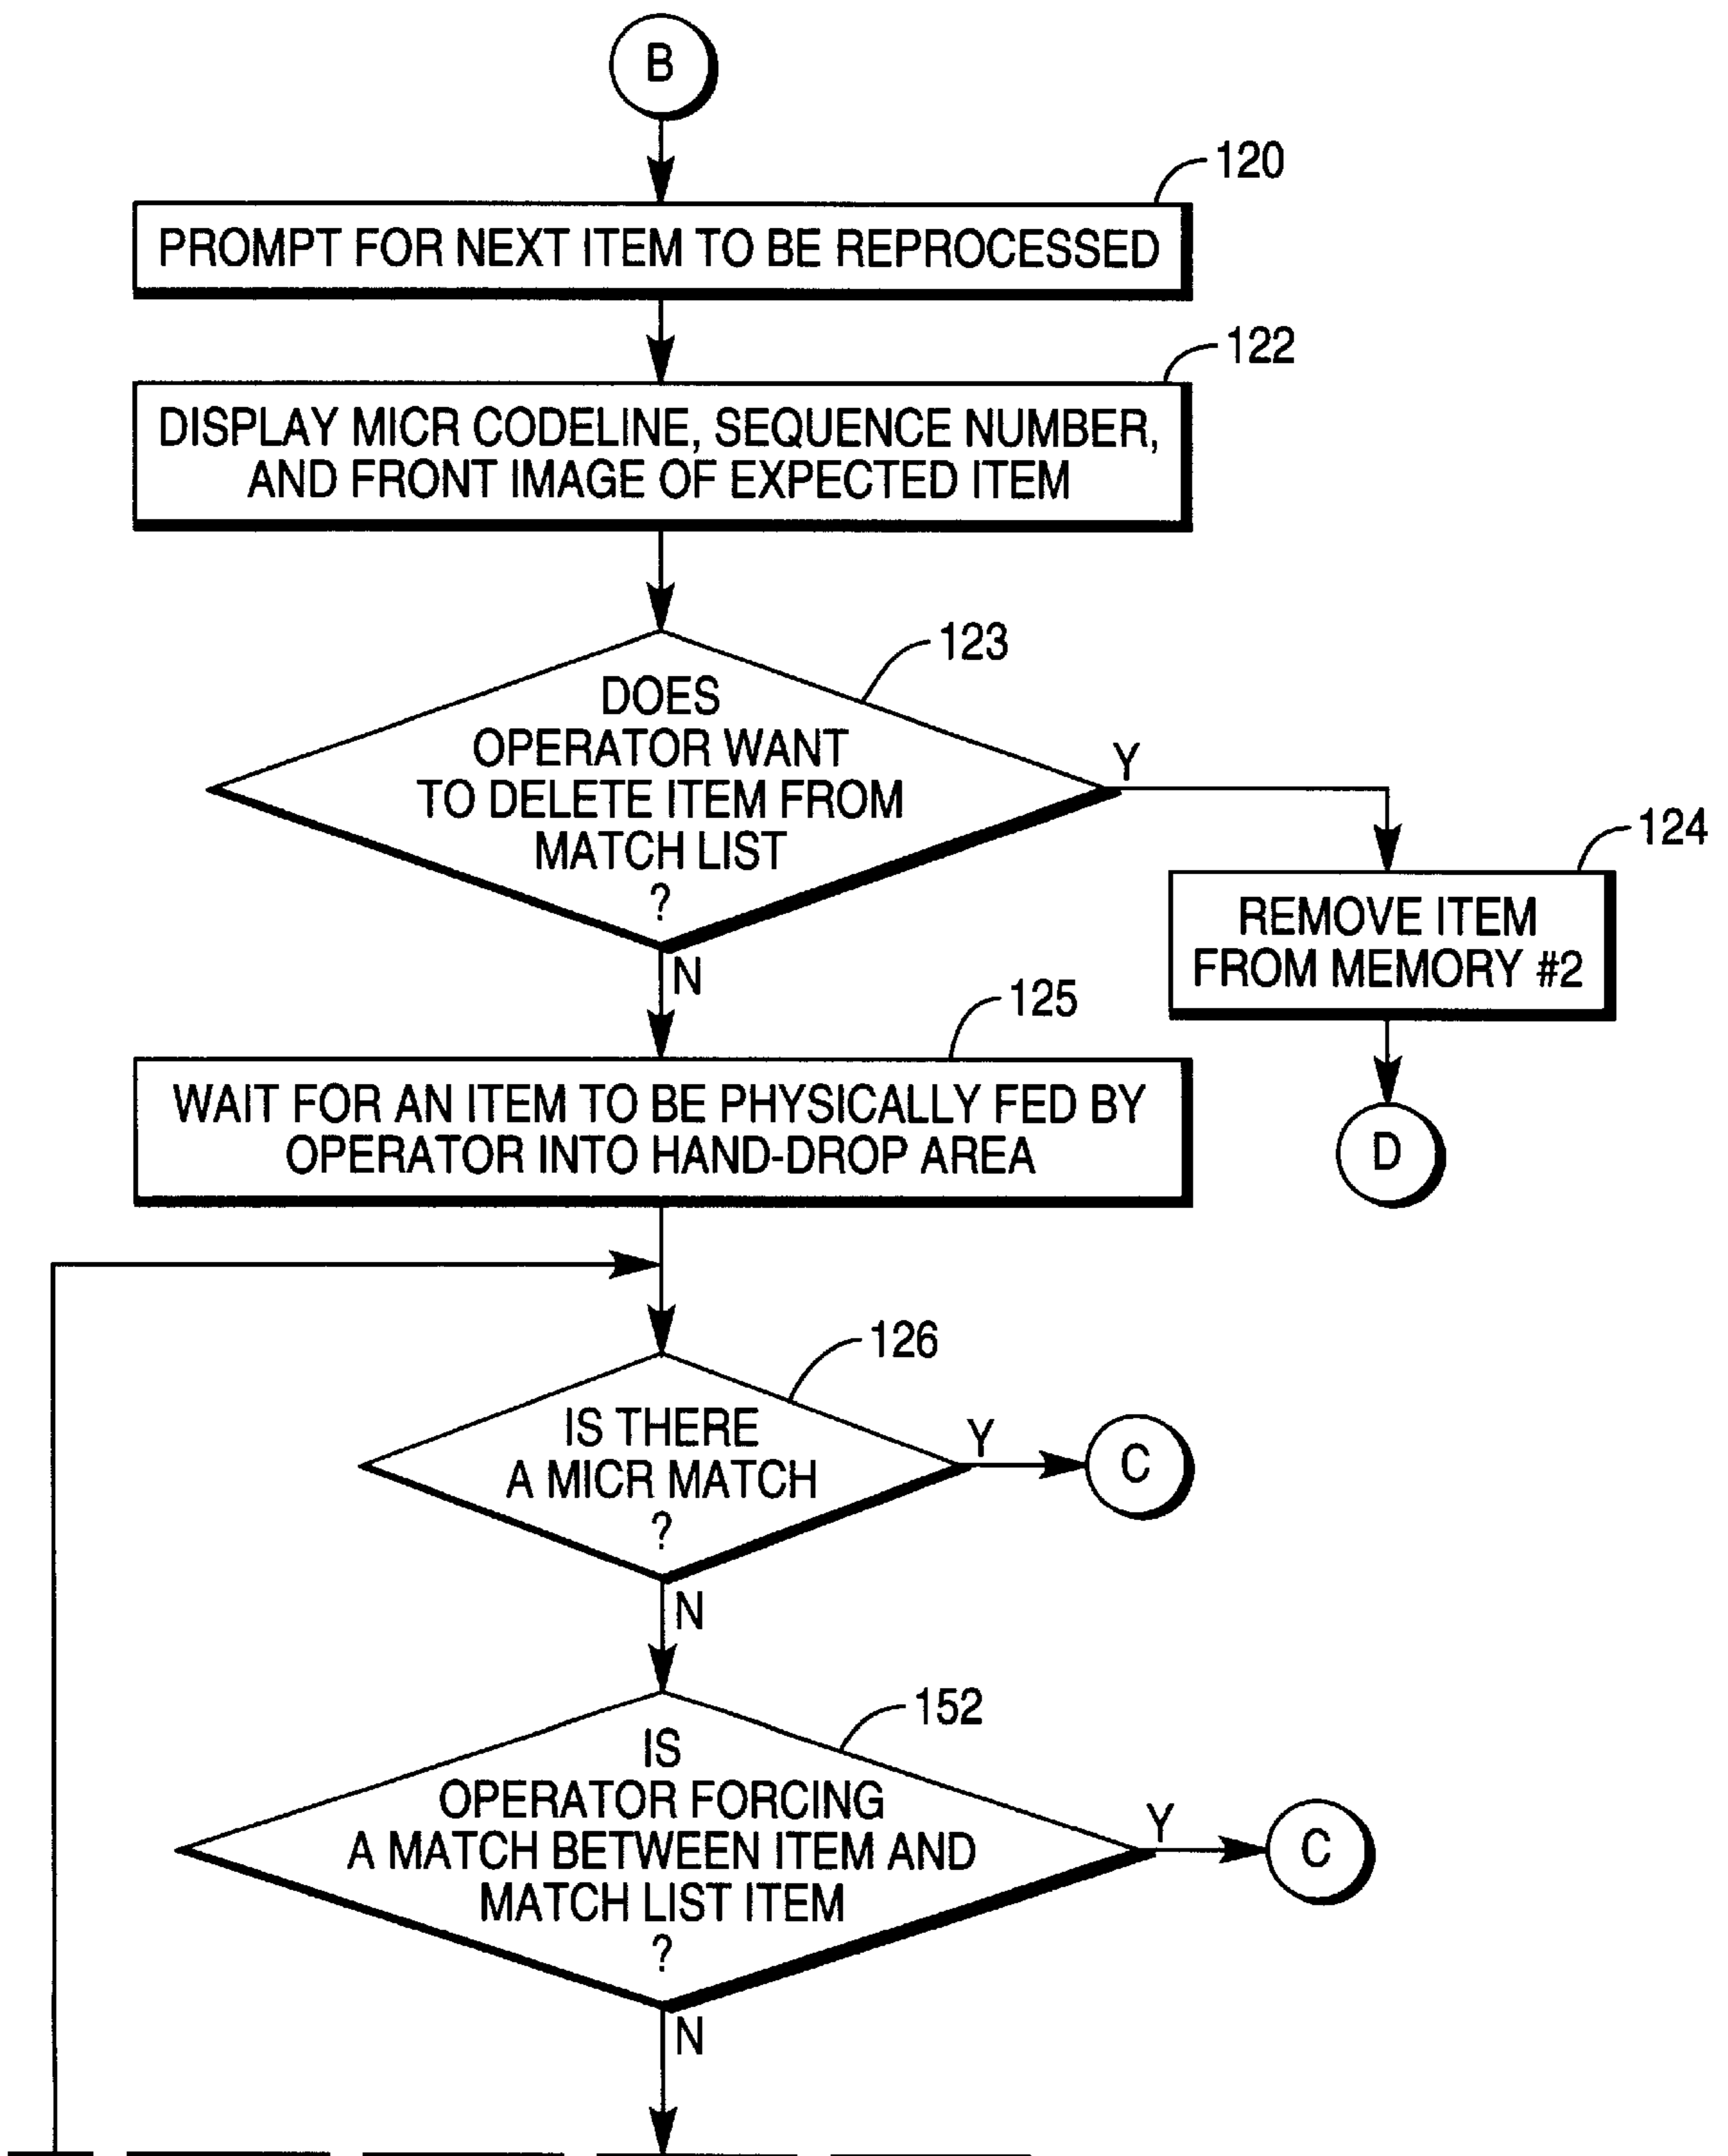 B
120
PROMPT FOR NEXT ITEM TO BE REPROCESSED
122
DISPLAY MICR CODELINE, SEQUENCE NUMBER,
AND FRONT IMAGE OF EXPECTED ITEM
123
DOES
OPERATOR WANT
TO DELETE ITEM FROM
MATCH LIST
?
Y
N
124
REMOVE ITEM
FROM MEMORY #2
D
125
WAIT FOR AN ITEM TO BE PHYSICALLY FED BY
OPERATOR INTO HAND-DROP AREA
126
IS THERE
A MICR MATCH
?
Y
C
N
152
IS
OPERATOR FORCING
A MATCH BETWEEN ITEM AND
MATCH LIST ITEM
?
Y
C
N